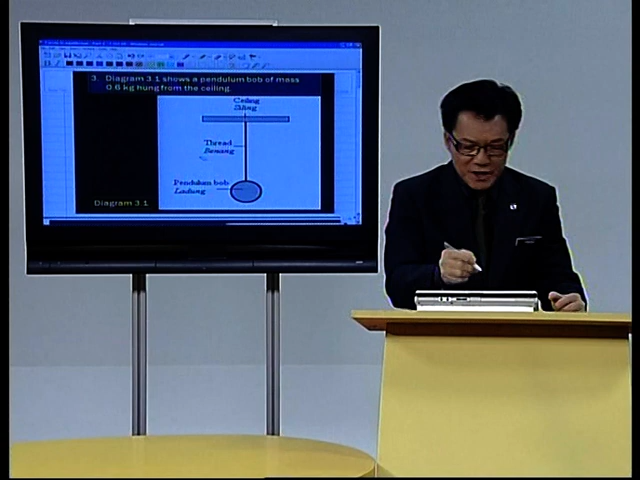 3. Diagram 3.1 shows a pendulum bob of mass
0.6 kg hung from the ceiling.
Ceiling
Siling
Thread
Benang
Pendulum bob
Ladung
Diagram 3.1